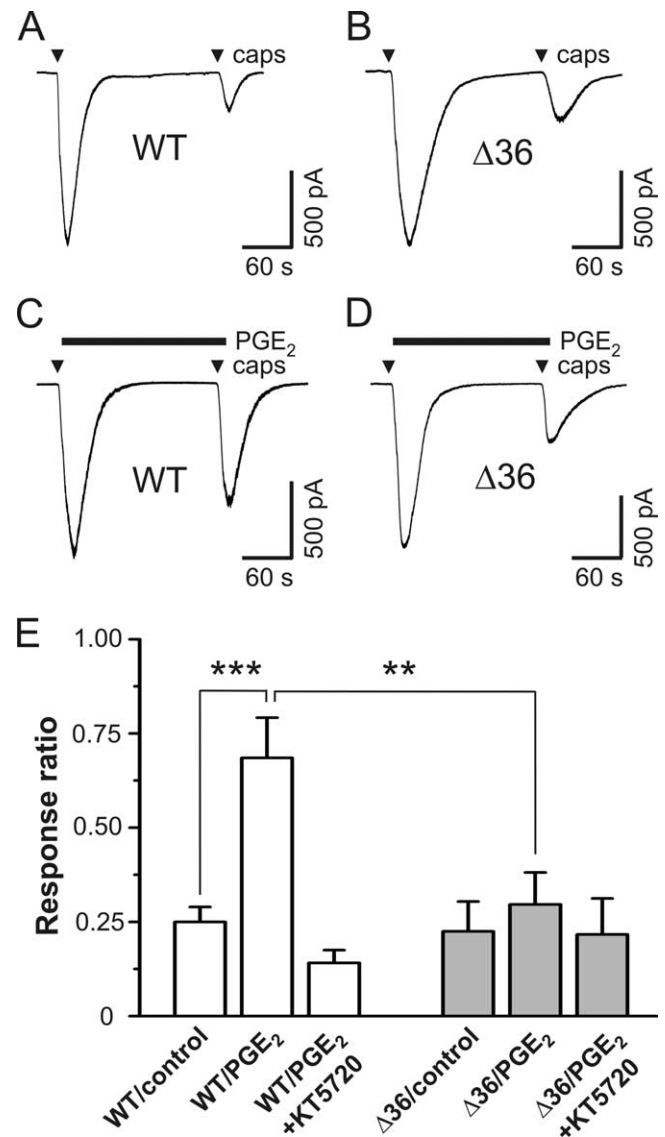 A
▼ ▼ caps
WT
500 pA
60 s
B
▼ ▼ caps
Δ36
500 pA
60 s
C
PGE₂
▼ ▼ caps
WT
500 pA
60 s
D
PGE₂
▼ ▼ caps
Δ36
500 pA
60 s
E
Response ratio
1.00
0.75
0.50
0.25
0
***
**
WT/control
WT/PGE₂
WT/PGE₂
+KT5720
Δ36/control
Δ36/PGE₂
Δ36/PGE₂
+KT5720